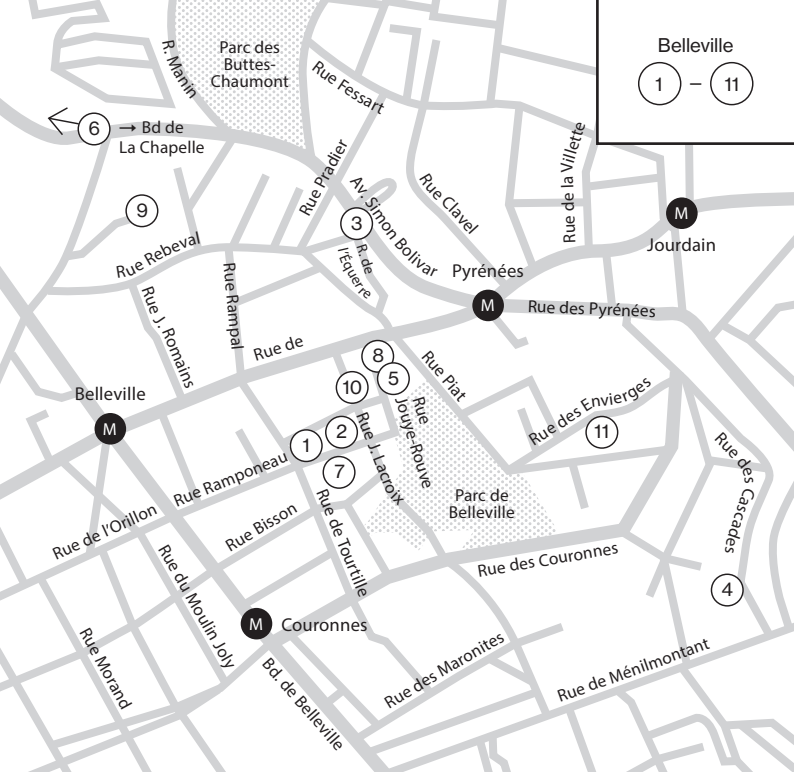 Parc des
Buttes-
Chaumont
R. Manin
Rue Fessart
Belleville
1 – 11
6 → Bd de
La Chapelle
Rue Pradier
Av. Simon Bolivar
Rue Clavel
Rue de la Villette
9
3
M
Jourdain
Rue Rebeval
R. de
l'Équerre
Pyrénées
M
Rue des Pyrénées
Rue J. Romains
Rue Rampal
Rue de
8
5
10
Rue Piat
Belleville
M
Rue
Jouye-Rouve
Rue des Envierges
11
1
2
7
Rue J. Lacroix
Rue Ramponeau
Rue des Cascades
Parc de
Belleville
Rue de l'Orillon
Rue Bisson
Rue de Tourtille
Rue des Couronnes
Rue du Moulin Joly
4
M
Couronnes
Rue Morand
Bd. de Belleville
Rue des Maronites
Rue de Ménilmontant